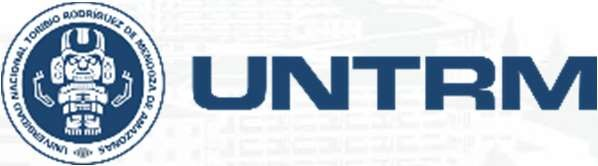 UNIVERSIDAD NACIONAL TORIBIO RODRÍGUEZ DE MENDOZA DE AMAZONAS
UNTRM